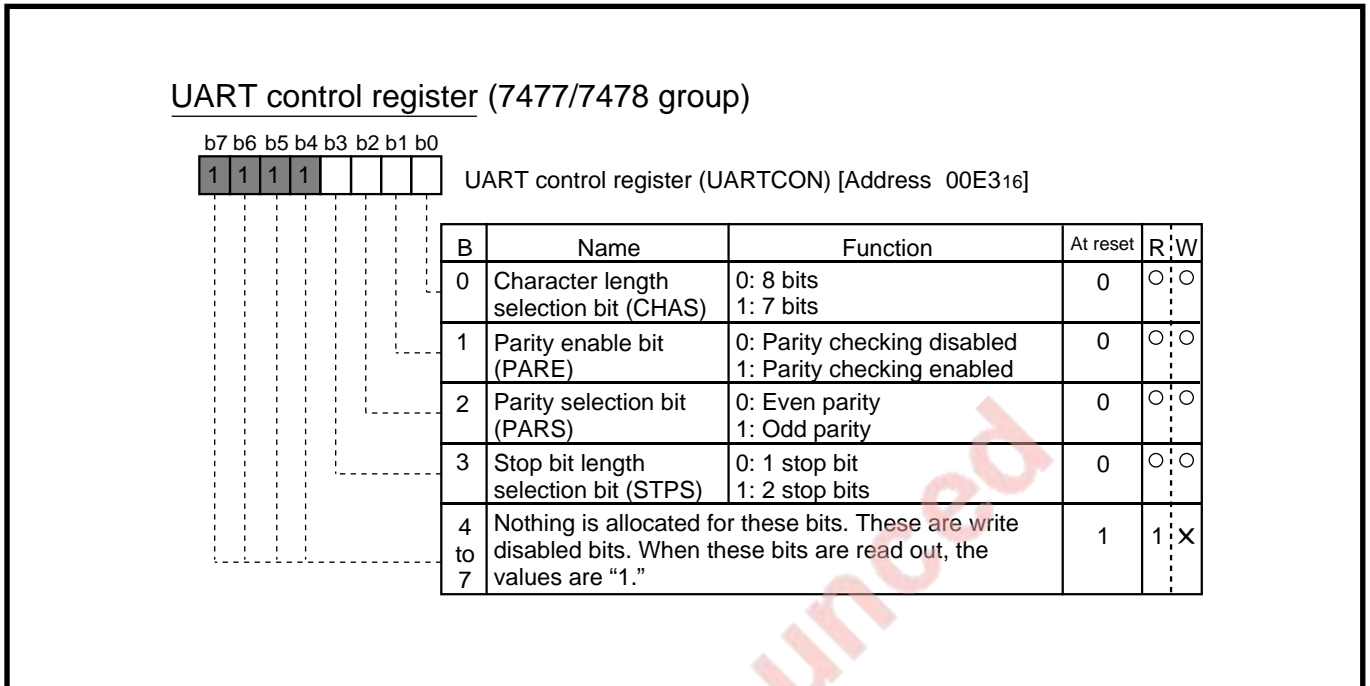 UART control register (7477/7478 group)
b7 b6 b5 b4 b3 b2 b1 b0
1 1 1 1
UART control register (UARTCON) [Address 00E316]
B Name Function At reset R W
0 Character length 0: 8 bits 0 ○ ○
selection bit (CHAS) 1: 7 bits
1 Parity enable bit 0: Parity checking disabled 0 ○ ○
(PARE) 1: Parity checking enabled
2 Parity selection bit 0: Even parity 0 ○ ○
(PARS) 1: Odd parity
3 Stop bit length 0: 1 stop bit 0 ○ ○
selection bit (STPS) 1: 2 stop bits
4 Nothing is allocated for these bits. These are write 1 1 ×
to disabled bits. When these bits are read out, the
7 values are “1.”